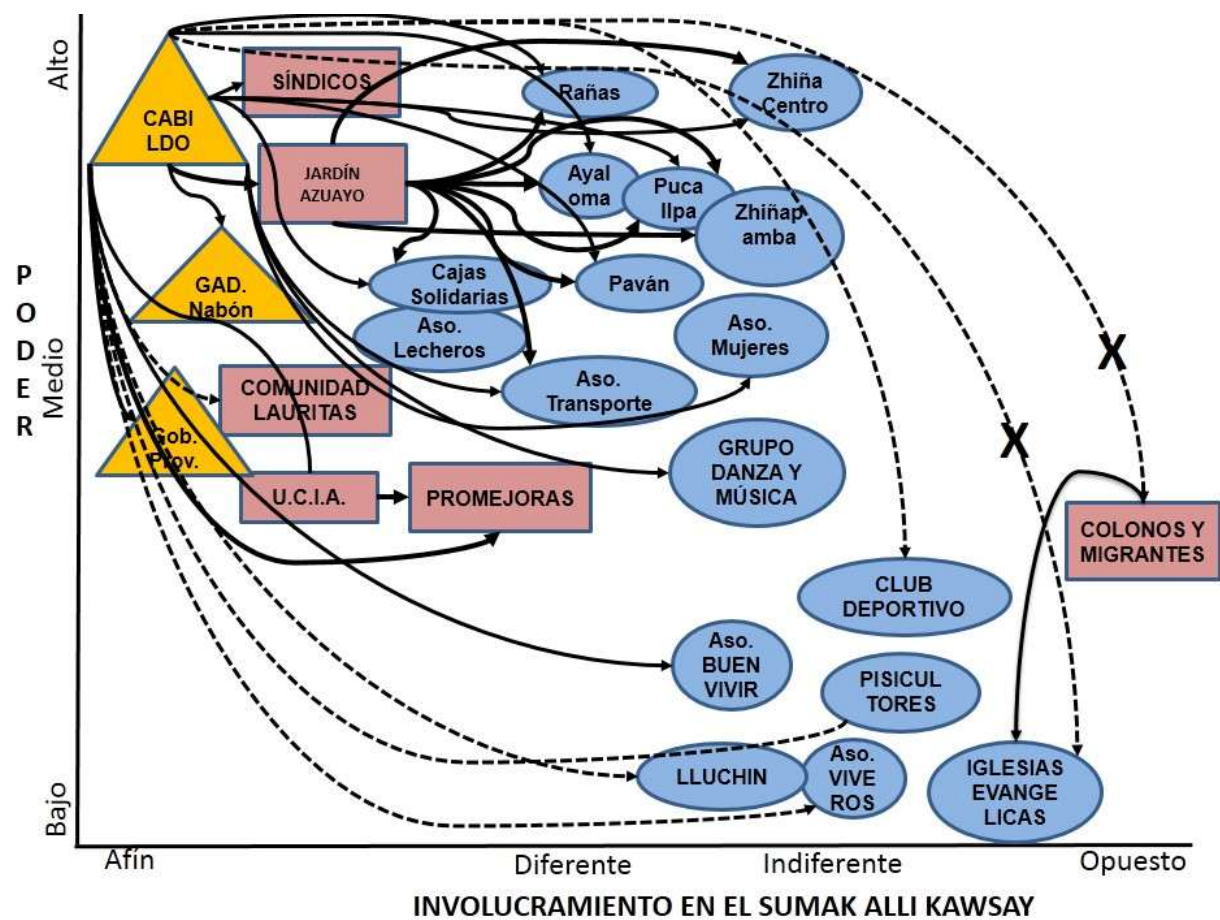 Alto
SÍNDICOS
Rañas
Zhiña
Centro
CABI
LDO
JARDÍN
AZUAYO
Ayal
oma
Puca
llpa
Zhiñap
amba
PODER
GAD.
Nabón
Cajas
Solidarias
Paván
Aso.
Lecheros
Aso.
Mujeres
Medio
COMUNIDAD
LAURITAS
Aso.
Transporte
X
Gob.
Prov.
GRUPO
DANZA Y
MÚSICA
X
U.C.I.A.
PROMEJORAS
COLONOS Y
MIGRANTES
CLUB
DEPORTIVO
Aso.
BUEN
VIVIR
PISICUL
TORES
LLUCHIN
Aso.
VIVE
ROS
IGLESIAS
EVANGE
LICAS
Bajo
Afín
Diferente
Indiferente
Opuesto
INVOLUCRAMIENTO EN EL SUMAK ALLI KAWSAY